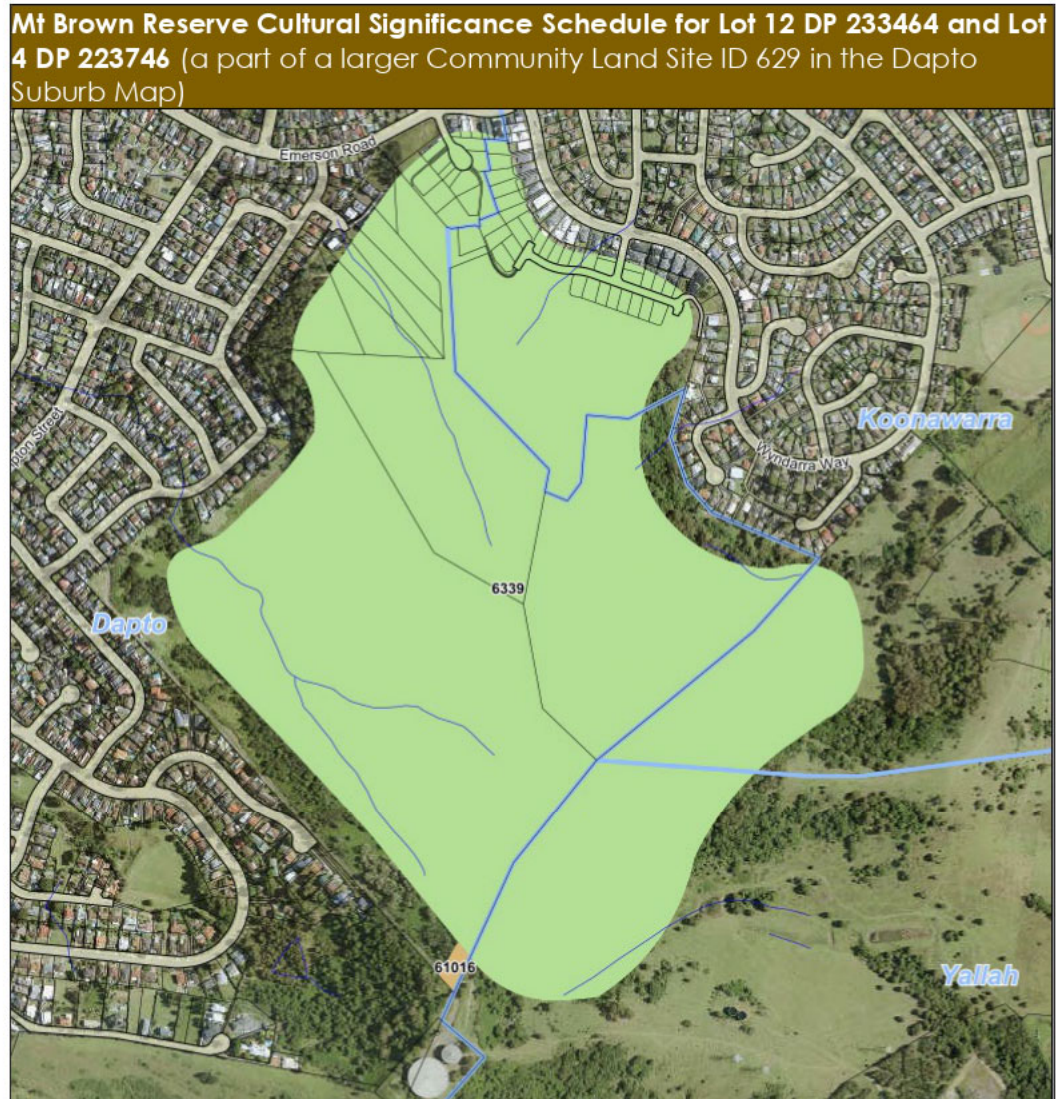 Mt Brown Reserve Cultural Significance Schedule for Lot 12 DP 233464 and Lot
4 DP 223746 (a part of a larger Community Land Site ID 629 in the Dapto
Suburb Map)
Emerson Road
Koonawarra
Street
Wyndarra Way
6339
Dapto
61016
Yallah